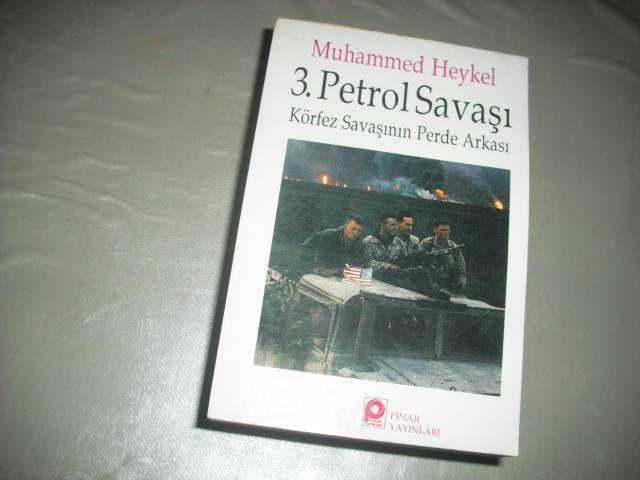 Muhammed Heykel
3. Petrol Savaşı
Körfez Savaşının Perde Arkası
PINAR
YAYINLARI